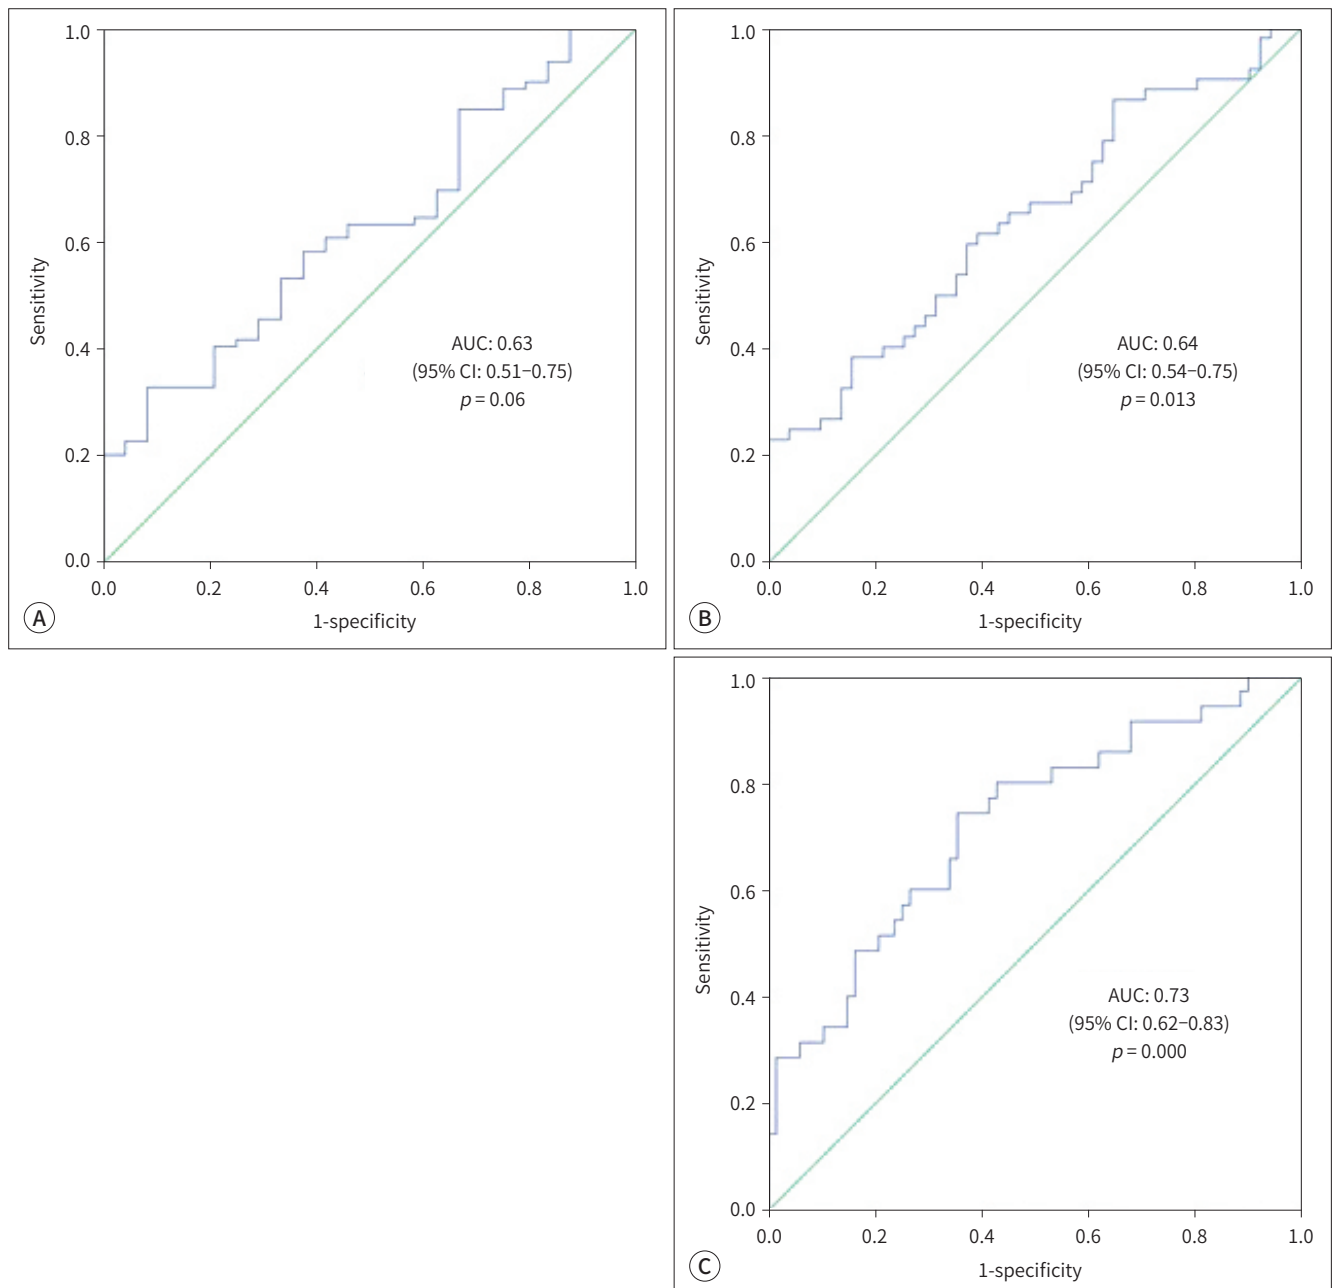 1.0
0.8
0.6
0.4
0.2
0.0
Sensitivity
AUC: 0.63
(95% CI: 0.51−0.75)
p = 0.06
0.0 0.2 0.4 0.6 0.8 1.0
1-specificity
A
1.0
0.8
0.6
0.4
0.2
0.0
Sensitivity
AUC: 0.64
(95% CI: 0.54−0.75)
p = 0.013
0.0 0.2 0.4 0.6 0.8 1.0
1-specificity
B
1.0
0.8
0.6
0.4
0.2
0.0
Sensitivity
AUC: 0.73
(95% CI: 0.62−0.83)
p = 0.000
0.0 0.2 0.4 0.6 0.8 1.0
1-specificity
C